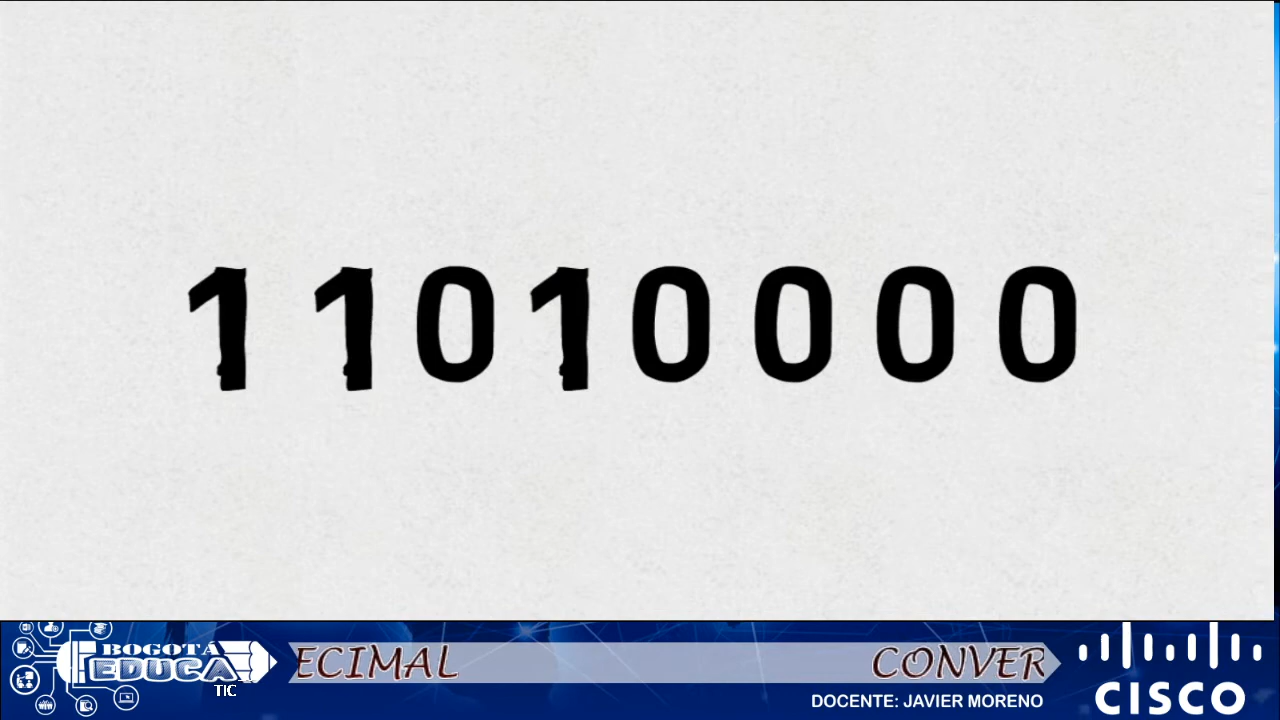 11010000
BOGOTA
EDUCA
TIC
ECIMAL CONVER
DOCENTE: JAVIER MORENO
CISCO